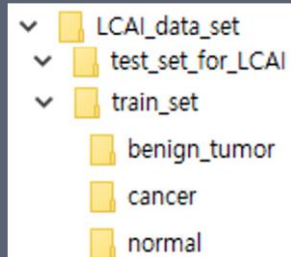 LCAI_data_set
test_set_for_LCAI
train_set
benign_tumor
cancer
normal